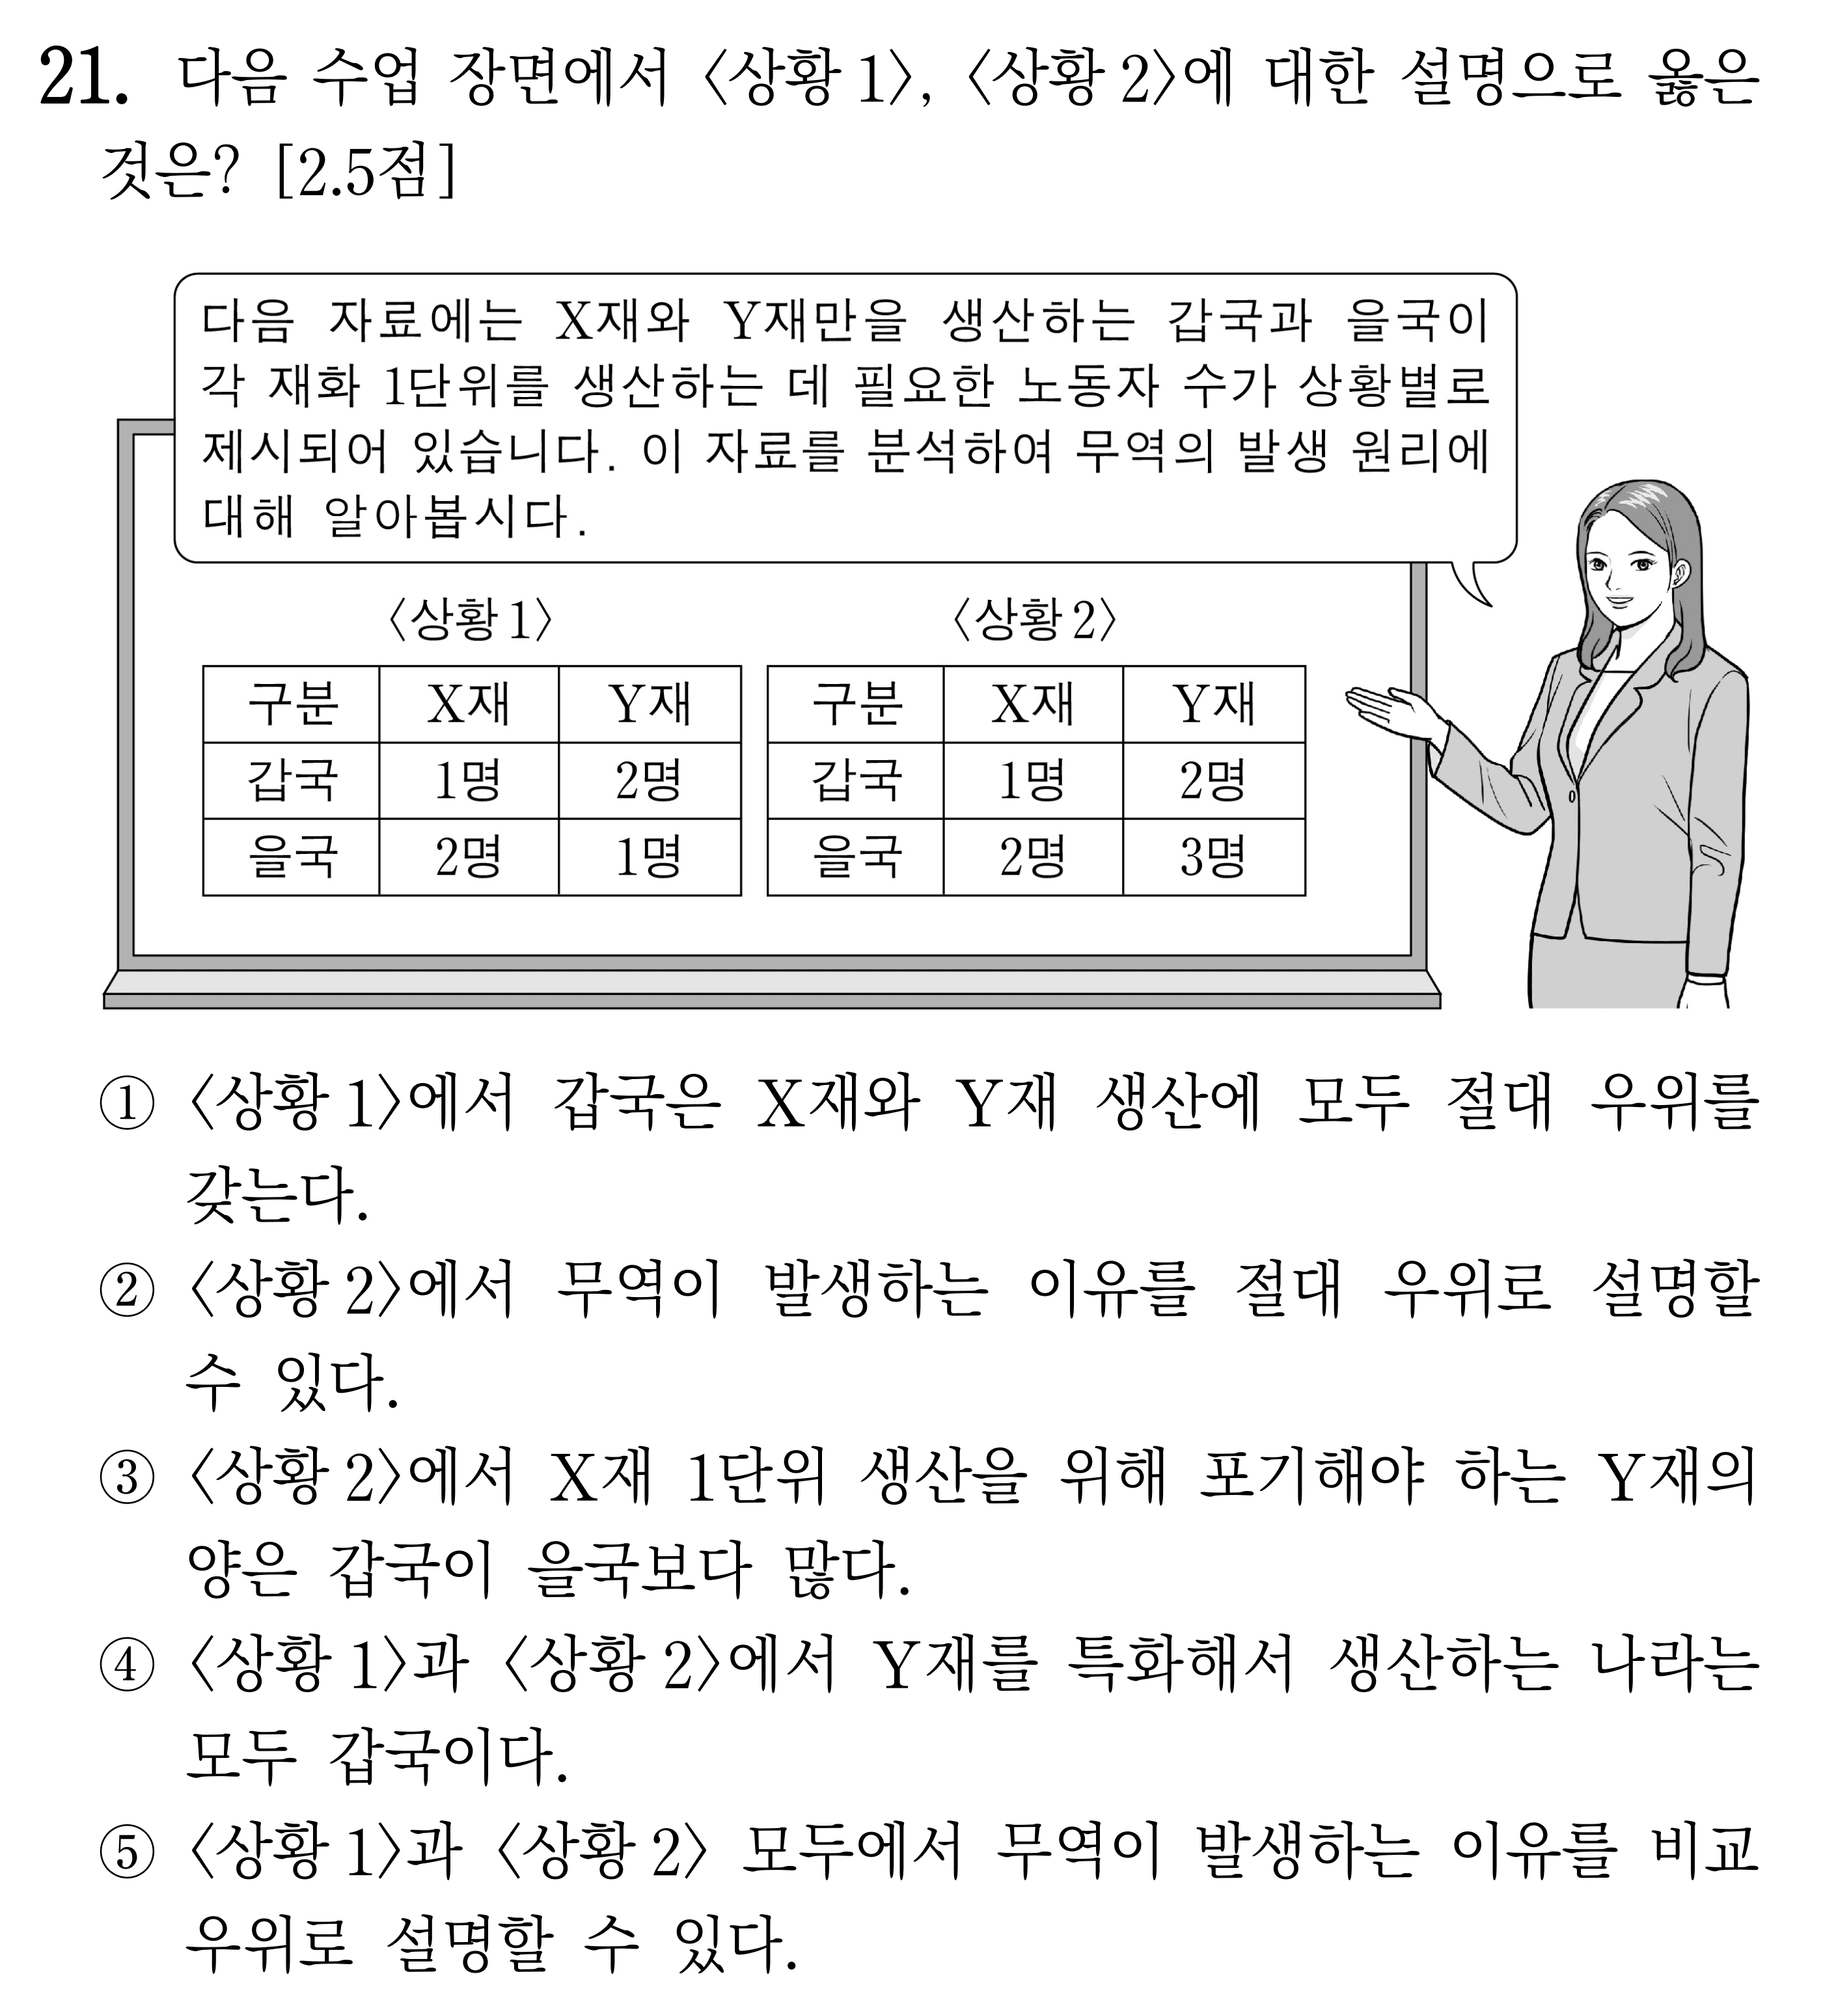 21. 다음 수업 장면에서 〈상황 1〉, 〈상황 2〉에 대한 설명으로 옳은
것은? [2.5점]
다음 자료에는 X재와 Y재만을 생산하는 갑국과 을국이
각 재화 1단위를 생산하는 데 필요한 노동자 수가 상황별로
제시되어 있습니다. 이 자료를 분석하여 무역의 발생 원리에
대해 알아봅시다.
〈상황 1〉
구분 X재 Y재
갑국 1명 2명
을국 2명 1명
〈상황 2〉
구분 X재 Y재
갑국 1명 2명
을국 2명 3명
① 〈상황 1〉에서 갑국은 X재와 Y재 생산에 모두 절대 우위를
갖는다.
② 〈상황 2〉에서 무역이 발생하는 이유를 절대 우위로 설명할
수 있다.
③ 〈상황 2〉에서 X재 1단위 생산을 위해 포기해야 하는 Y재의
양은 갑국이 을국보다 많다.
④ 〈상황 1〉과 〈상황 2〉에서 Y재를 특화해서 생산하는 나라는
모두 갑국이다.
⑤ 〈상황 1〉과 〈상황 2〉 모두에서 무역이 발생하는 이유를 비교
우위로 설명할 수 있다.